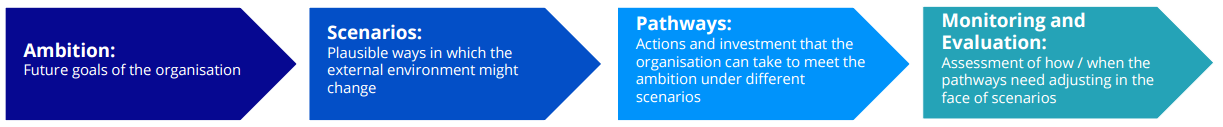 Ambition:
Future goals of the organisation
Scenarios:
Plausible ways in which the
external environment might
change
Pathways:
Actions and investment that the
organisation can take to meet the
ambition under different
scenarios
Monitoring and
Evaluation:
Assessment of how / when the
pathways need adjusting in the
face of scenarios